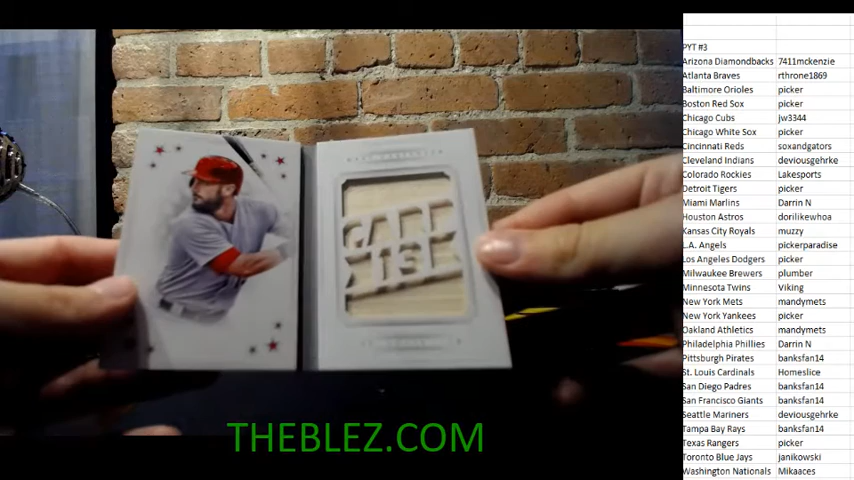 CARP
13
THEBLEZ.COM
PYT #3
Arizona Diamondbacks 7411mckenzie
Atlanta Braves rthrone1869
Baltimore Orioles picker
Boston Red Sox picker
Chicago Cubs jw3344
Chicago White Sox picker
Cincinnati Reds soxandgators
Cleveland Indians deviousgehrke
Colorado Rockies Lakesports
Detroit Tigers picker
Miami Marlins Darrin N
Houston Astros dorilikewhoa
Kansas City Royals muzzy
L.A. Angels pickerparadise
Los Angeles Dodgers picker
Milwaukee Brewers plumber
Minnesota Twins Viking
New York Mets mandymets
New York Yankees picker
Oakland Athletics mandymets
Philadelphia Phillies Darrin N
Pittsburgh Pirates banksfan14
St. Louis Cardinals Homeslice
San Diego Padres banksfan14
San Francisco Giants banksfan14
Seattle Mariners deviousgehrke
Tampa Bay Rays banksfan14
Texas Rangers picker
Toronto Blue Jays janikowski
Washington Nationals Mikaaces